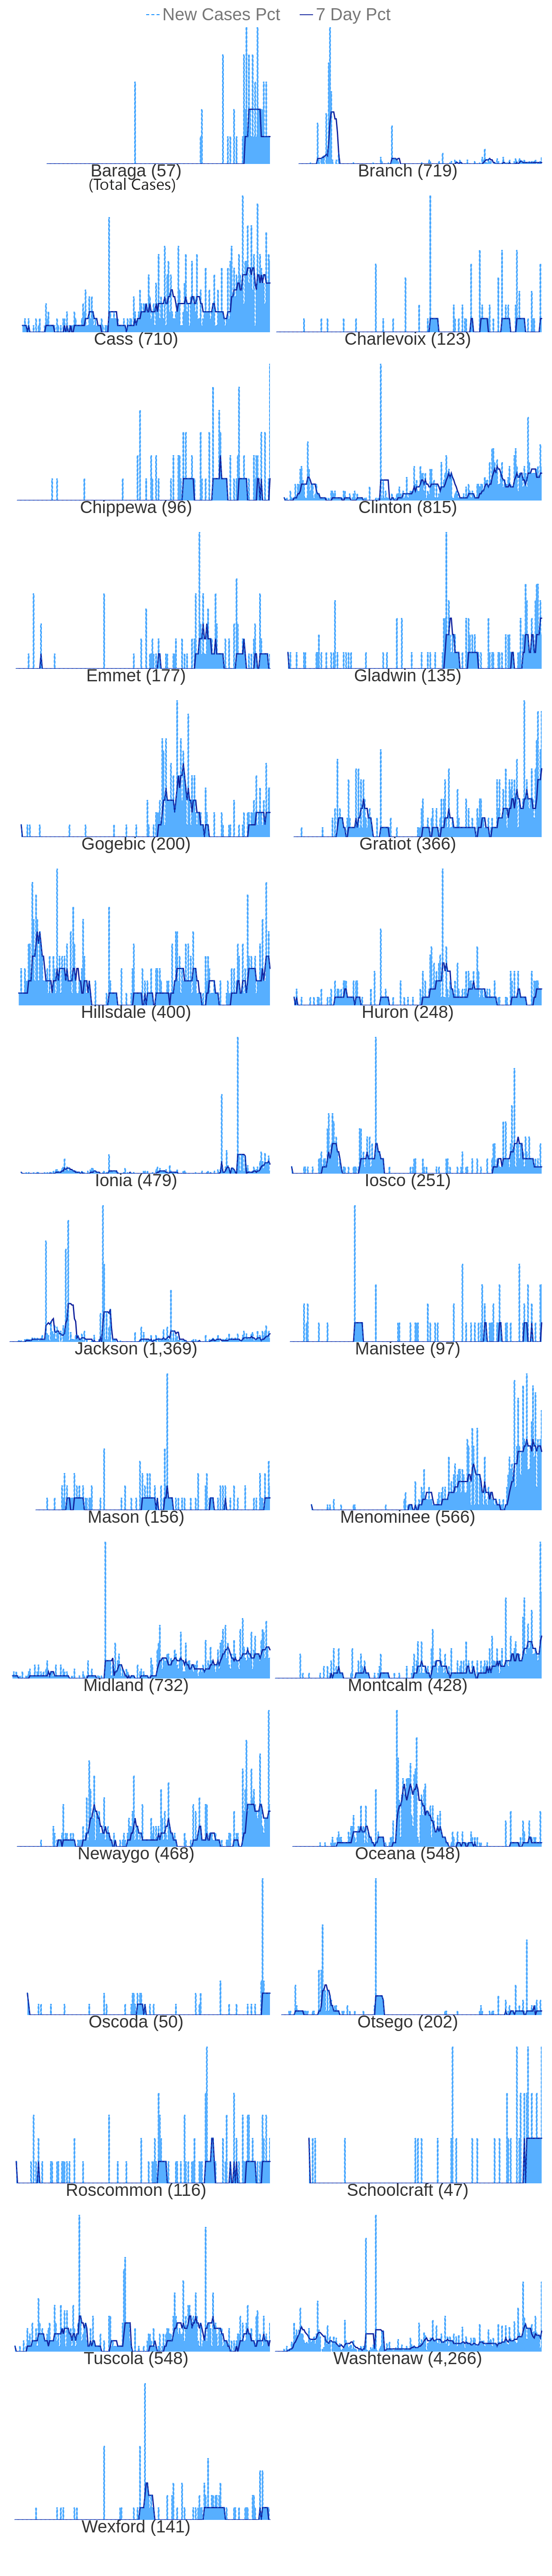 New Cases Pct 7 Day Pct
Baraga (57) Branch (719)
(Total Cases)
Cass (710) Charlevoix (123)
Chippewa (96) Clinton (815)
Emmet (177) Gladwin (135)
Gogebic (200) Gratiot (366)
Hillsdale (400) Huron (248)
Ionia (479) Iosco (251)
Jackson (1,369) Manistee (97)
Mason (156) Menominee (566)
Midland (732) Montcalm (428)
Newaygo (468) Oceana (548)
Oscoda (50) Otsego (202)
Roscommon (116) Schoolcraft (47)
Tuscola (548) Washtenaw (4,266)
Wexford (141)